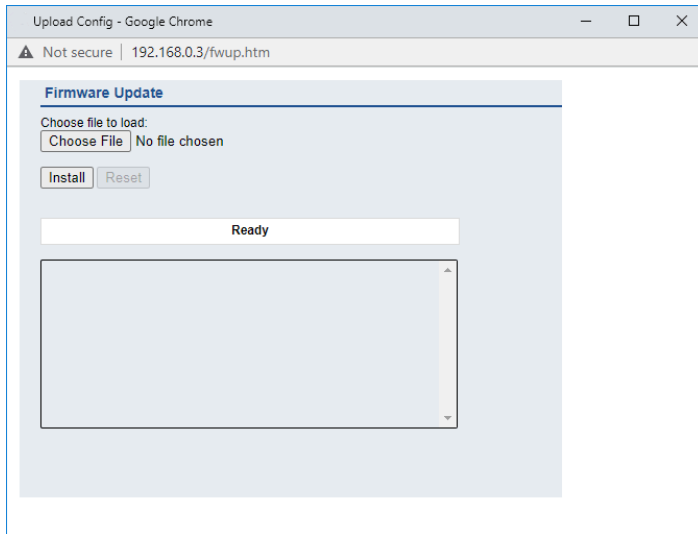 Upload Config - Google Chrome
Not secure | 192.168.0.3/fwup.htm
Firmware Update
Choose file to load:
Choose File No file chosen
Install Reset
Ready